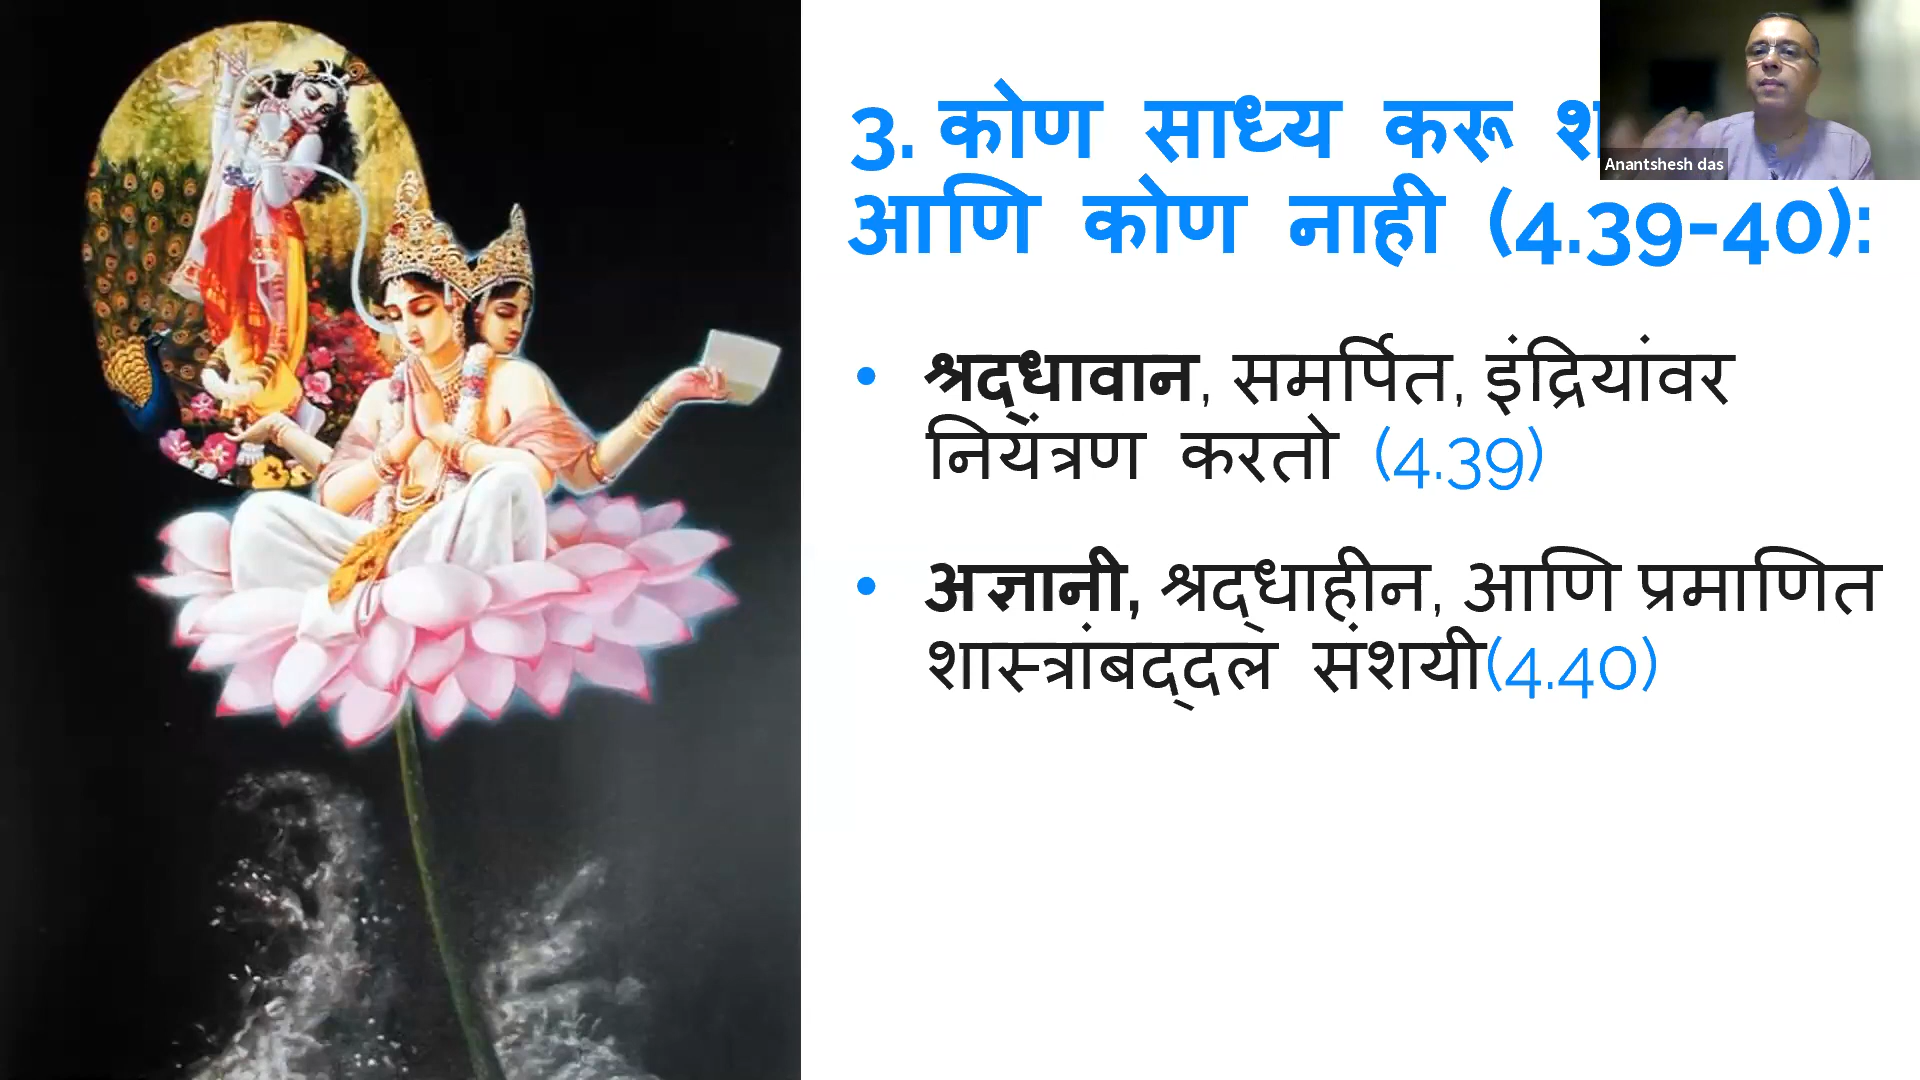 3. कोण साध्य करू
Anantshesh das
आणि कोण नाही (4.39-40):
• श्रद्धावान, समर्पित, इंद्रियांवर
नियंत्रण करतो (4.39)
• अज्ञानी, श्रद्धाहीन, आणि प्रमाणित
शास्त्रांबद्दल संशयी(4.40)